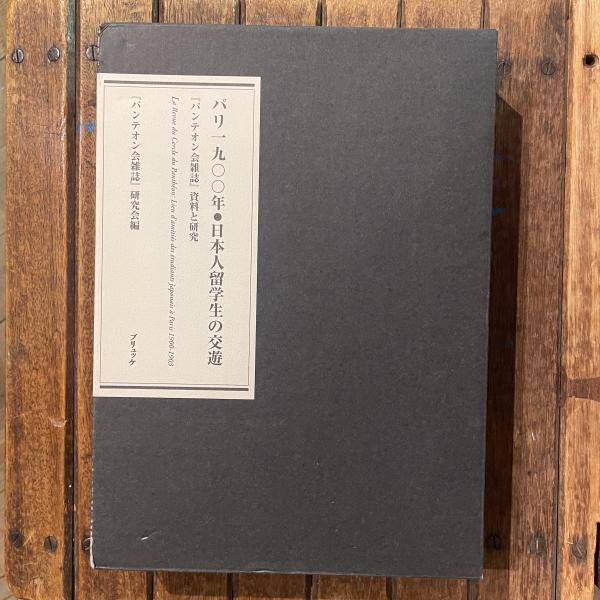 パリ一九〇〇年●日本人留学生の交遊
『パンテオン会雑誌』資料と研究
La Revue du Cercle du Panthéon: Lieu d'amitiés des étudiants japonais à Paris 1900-1903
『パンテオン会雑誌』研究会編
ブリュッケ